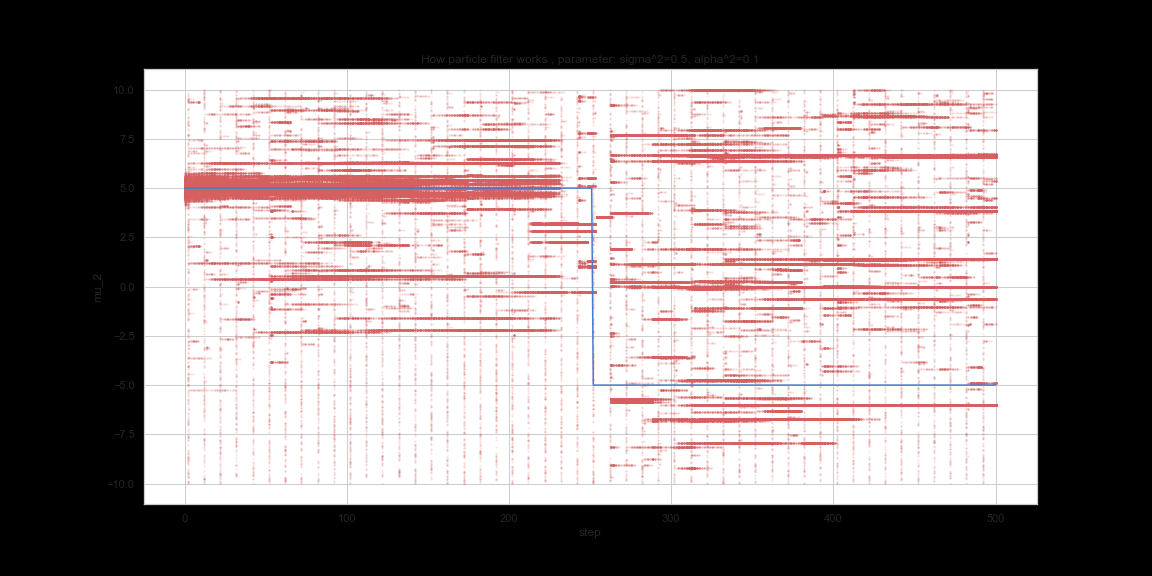 How particle filter works , parameter: sigma^2=0.5, alpha^2=0.1
10.0
7.5
5.0
2.5
0.0
−2.5
−5.0
−7.5
−10.0
mu_2
0 100 200 300 400 500
step